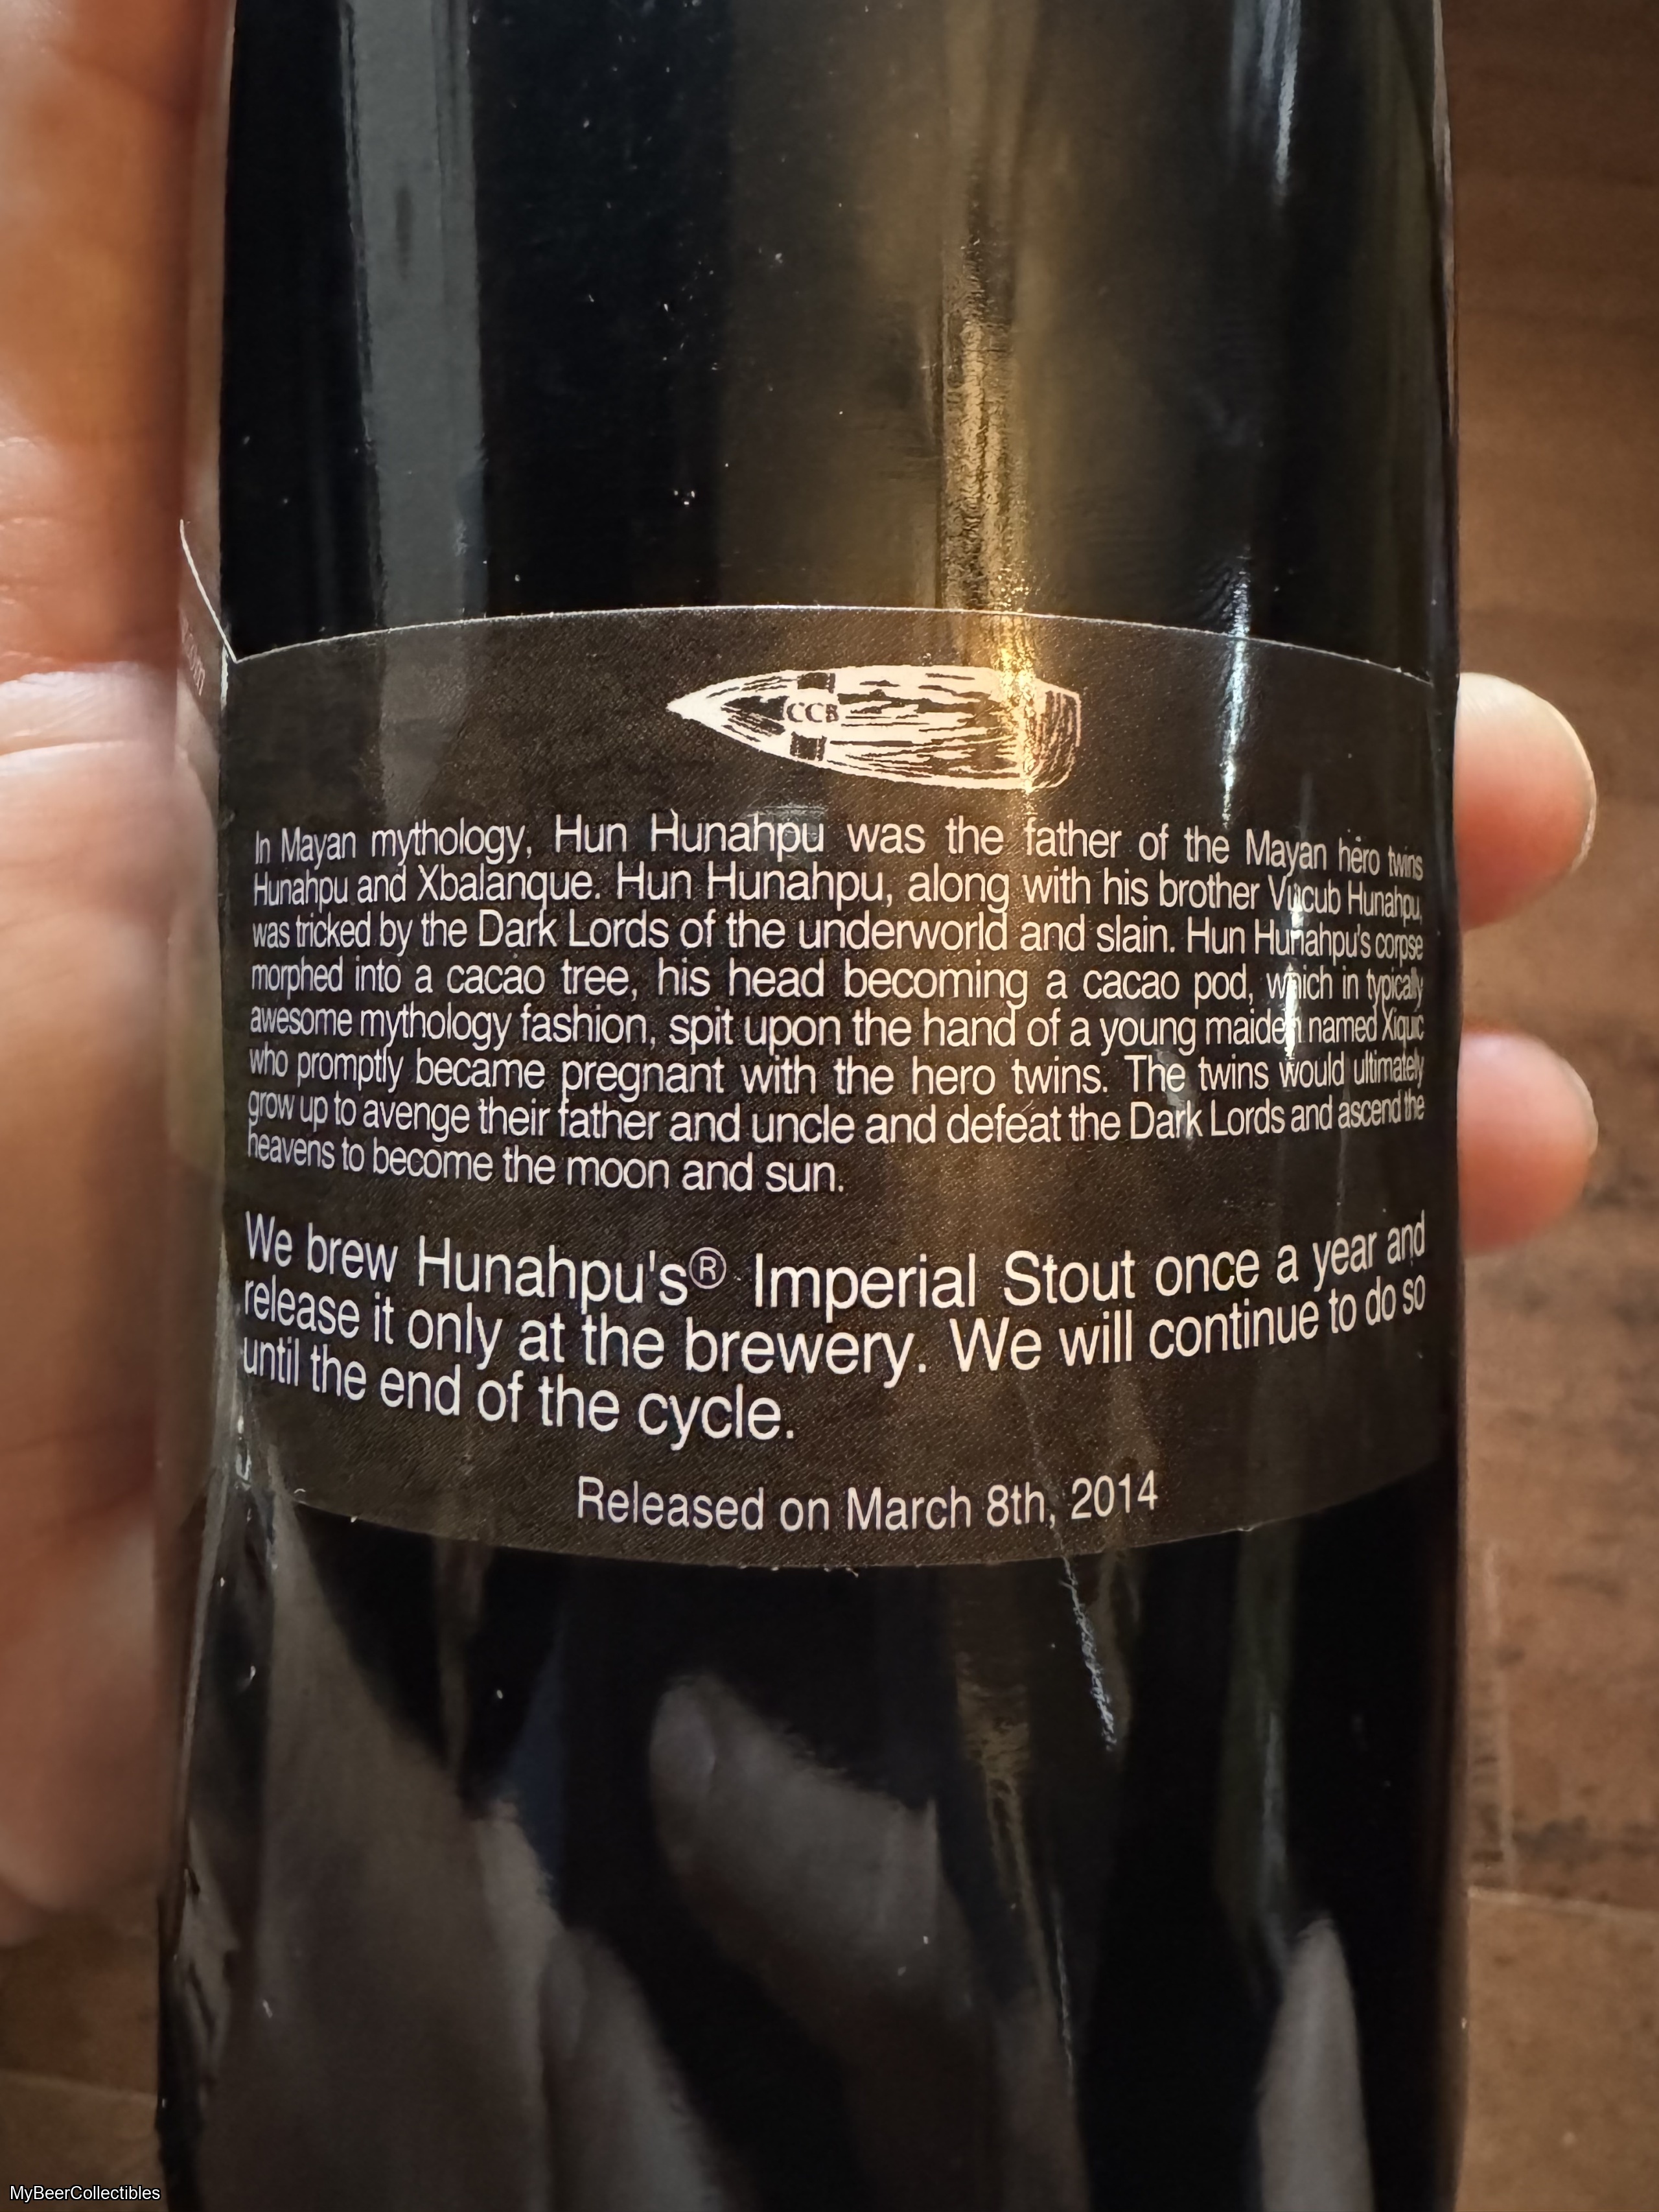 CCB
In Mayan mythology, Hun Hunahpu was the father of the Mayan hero twins
Hunahpu and Xbalanque. Hun Hunahpu, along with his brother Vucub Hunahpu,
was tricked by the Dark Lords of the underworld and slain. Hun Hunahpu's corpse
morphed into a cacao tree, his head becoming a cacao pod, which in typically
awesome mythology fashion, spit upon the hand of a young maiden named Xiquic
who promptly became pregnant with the hero twins. The twins would ultimately
grow up to avenge their father and uncle and defeat the Dark Lords and ascend the
heavens to become the moon and sun.
We brew Hunahpu's® Imperial Stout once a year and
release it only at the brewery. We will continue to do so
until the end of the cycle.
Released on March 8th, 2014
MyBeerCollectibles